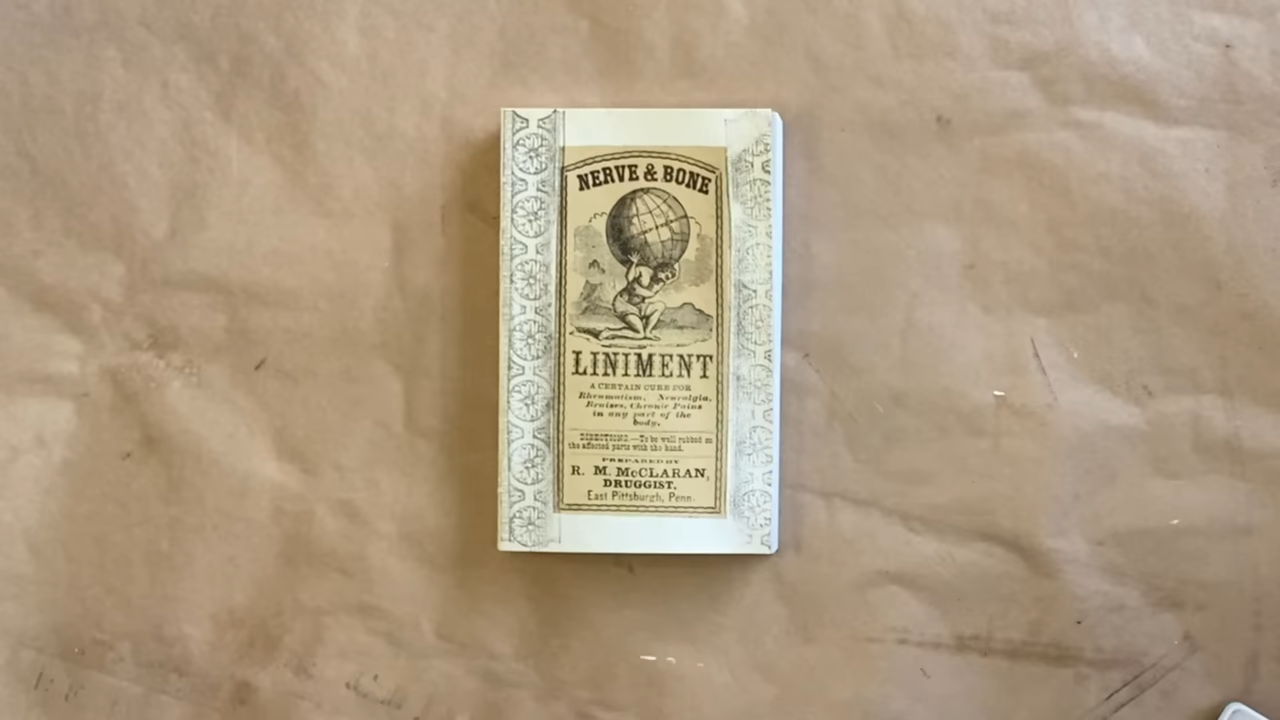 NERVE & BONE
LINIMENT
A CERTAIN CURE FOR
Rheumatism, Neuralgia,
Bruises, Chronic Pains
in any part of the
body.
DIRECTIONS.—To be well rubbed on
the affected parts with the hand.
PREPARED BY
R. M. McCLARAN,
DRUGGIST,
East Pittsburgh, Penn.